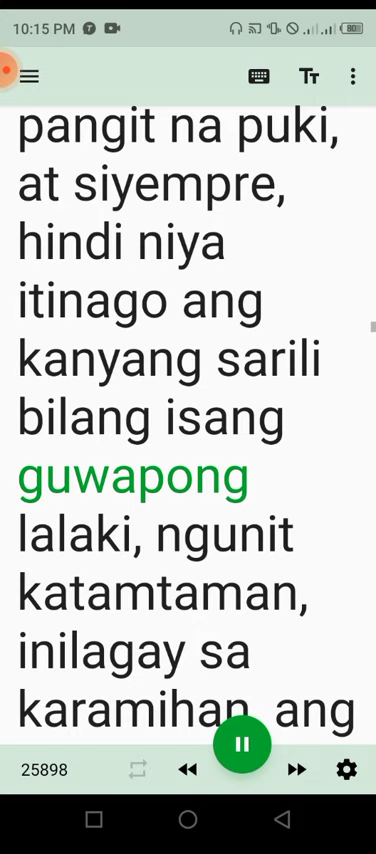 10:15 PM
80
pangit na puki,
at siyempre,
hindi niya
itinago ang
kanyang sarili
bilang isang
guwapong
lalaki, ngunit
katamtaman,
inilagay sa
karamihan, ang
25898